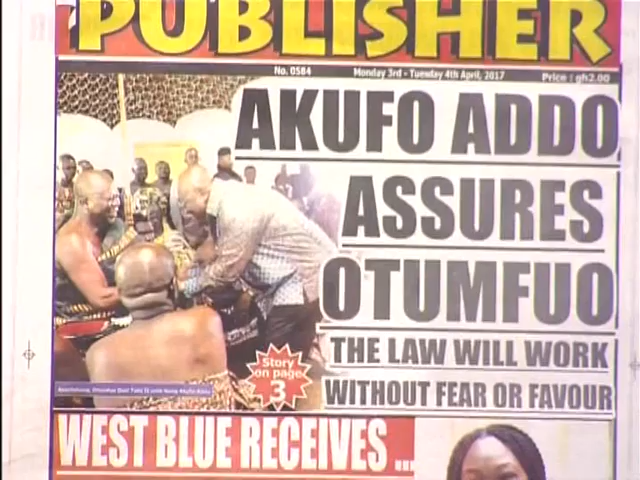 PUBLISHER
No. 0584 Monday 3rd - Tuesday 4th April, 2017 Price : gh2.00
AKUFO ADDO
ASSURES
OTUMFUO
THE LAW WILL WORK
WITHOUT FEAR OR FAVOUR
Story
on page
3
WEST BLUE RECEIVES ...